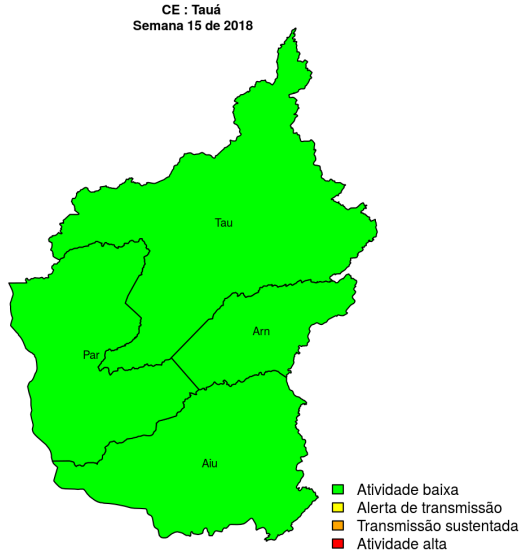 CE : Tauá
Semana 15 de 2018
Tau
Arn
Par
Aiu
Atividade baixa
Alerta de transmissão
Transmissão sustentada
Atividade alta